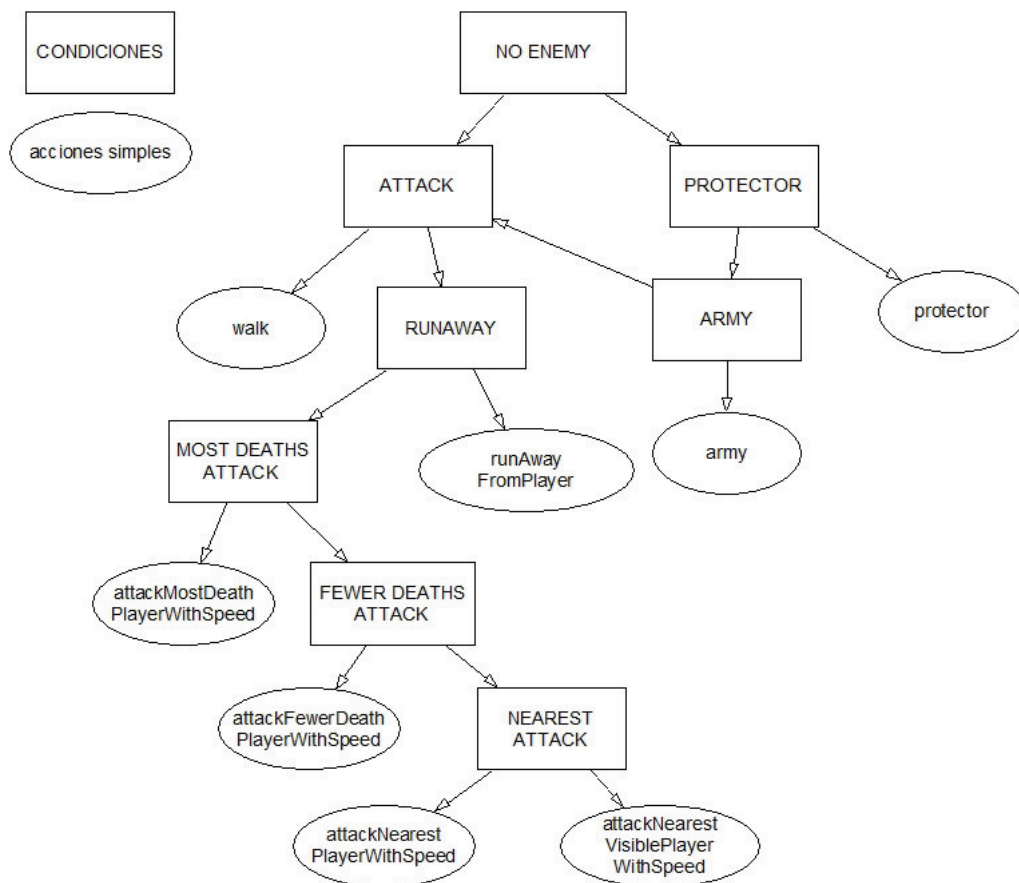 CONDICIONES
NO ENEMY
acciones simples
ATTACK
PROTECTOR
walk
RUNAWAY
ARMY
protector
MOST DEATHS
ATTACK
runAway
FromPlayer
army
attackMostDeath
PlayerWithSpeed
FEWER DEATHS
ATTACK
attackFewerDeath
PlayerWithSpeed
NEAREST
ATTACK
attackNearest
PlayerWithSpeed
attackNearest
VisiblePlayer
WithSpeed